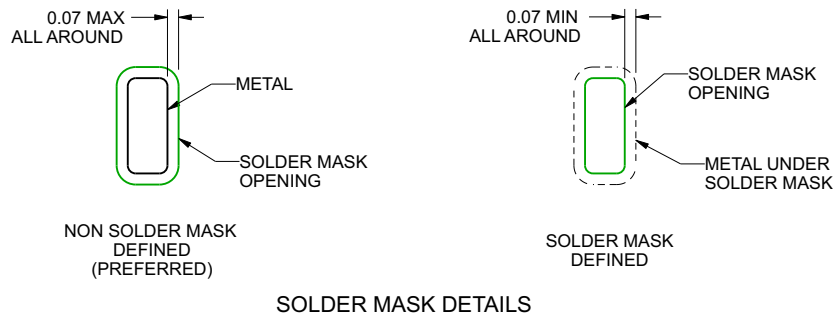 0.07 MAX
ALL AROUND
METAL
SOLDER MASK
OPENING
NON SOLDER MASK
DEFINED
(PREFERRED)
0.07 MIN
ALL AROUND
SOLDER MASK
OPENING
METAL UNDER
SOLDER MASK
SOLDER MASK
DEFINED
SOLDER MASK DETAILS